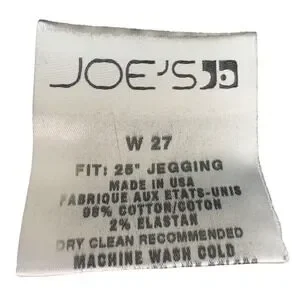 JOE'S
W 27
FIT: 25" JEGGING
MADE IN USA
FABRIQUE AUX ETATS-UNIS
98% COTTON/COTON
2% ELASTAN
DRY CLEAN RECOMMENDED
MACHINE WASH COLD